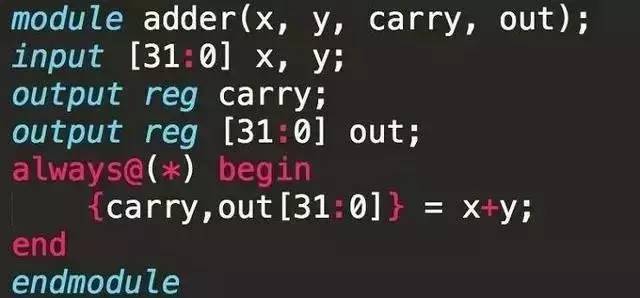 module adder(x, y, carry, out);
input [31:0] x, y;
output reg carry;
output reg [31:0] out;
always@(*) begin
    {carry,out[31:0]} = x+y;
end
endmodule